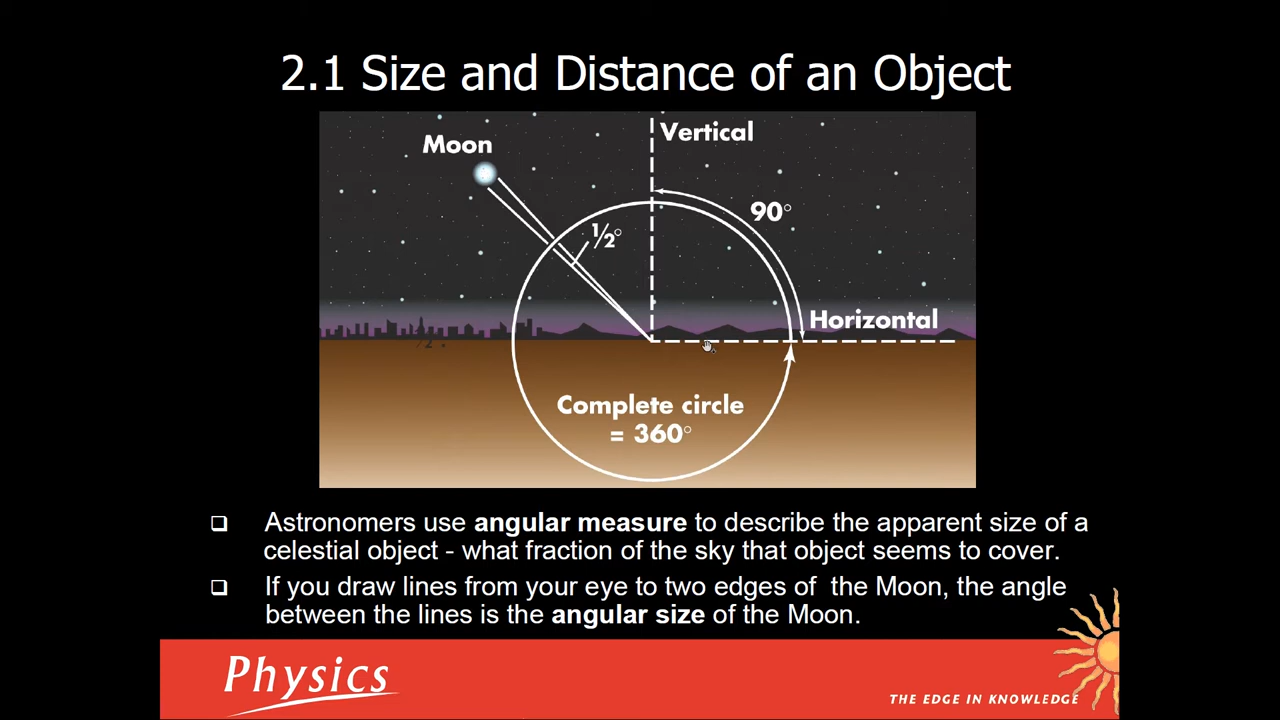 2.1 Size and Distance of an Object
Moon
Vertical
90°
½°
Horizontal
Complete circle
= 360°
❑ Astronomers use angular measure to describe the apparent size of a
celestial object - what fraction of the sky that object seems to cover.
❑ If you draw lines from your eye to two edges of the Moon, the angle
between the lines is the angular size of the Moon.
Physics
THE EDGE IN KNOWLEDGE